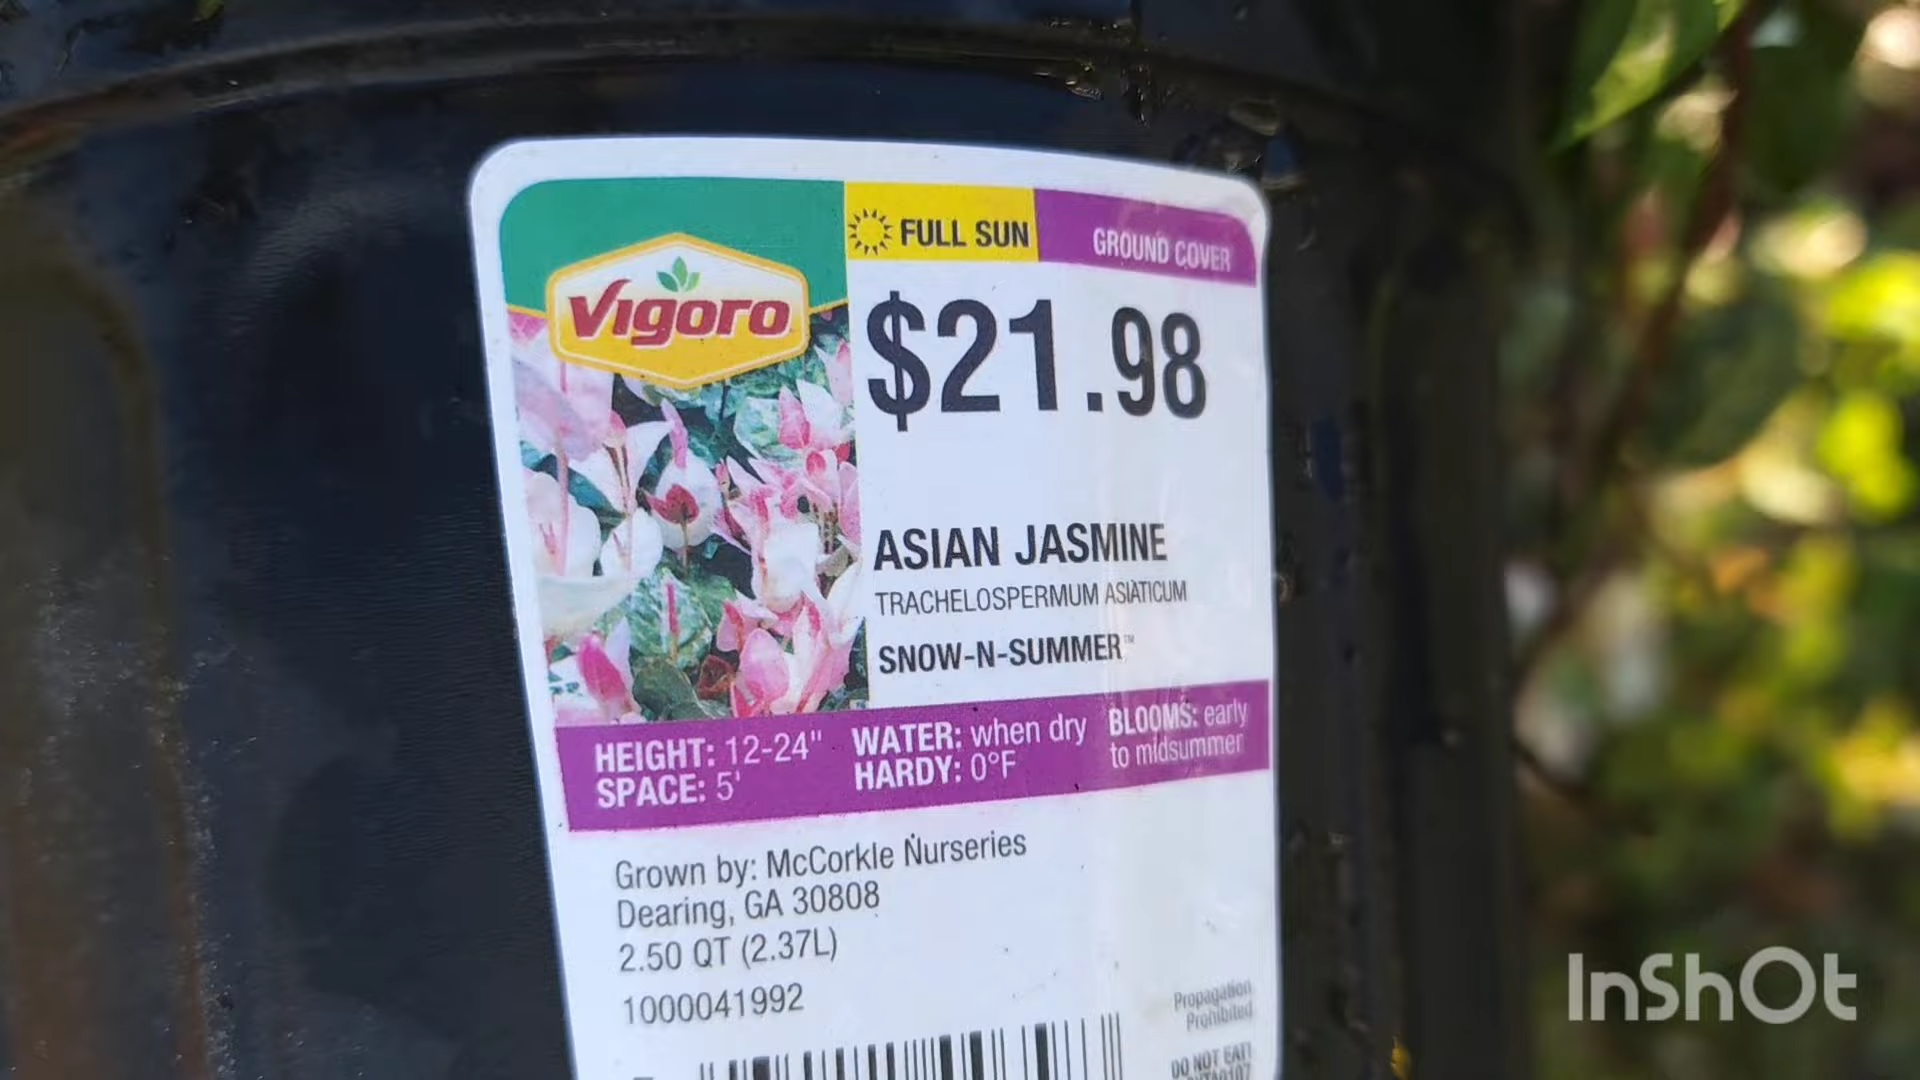 FULL SUN
GROUND COVER
Vigoro
$21.98
ASIAN JASMINE
TRACHELOSPERMUM ASIATICUM
SNOW-N-SUMMER™
HEIGHT: 12-24"
SPACE: 5'
WATER: when dry
HARDY: 0°F
BLOOMS: early
to midsummer
Grown by: McCorkle Nurseries
Dearing, GA 30808
2.50 QT (2.37L)
1000041992
Propagation
Prohibited
DO NOT EAT!
InShOt